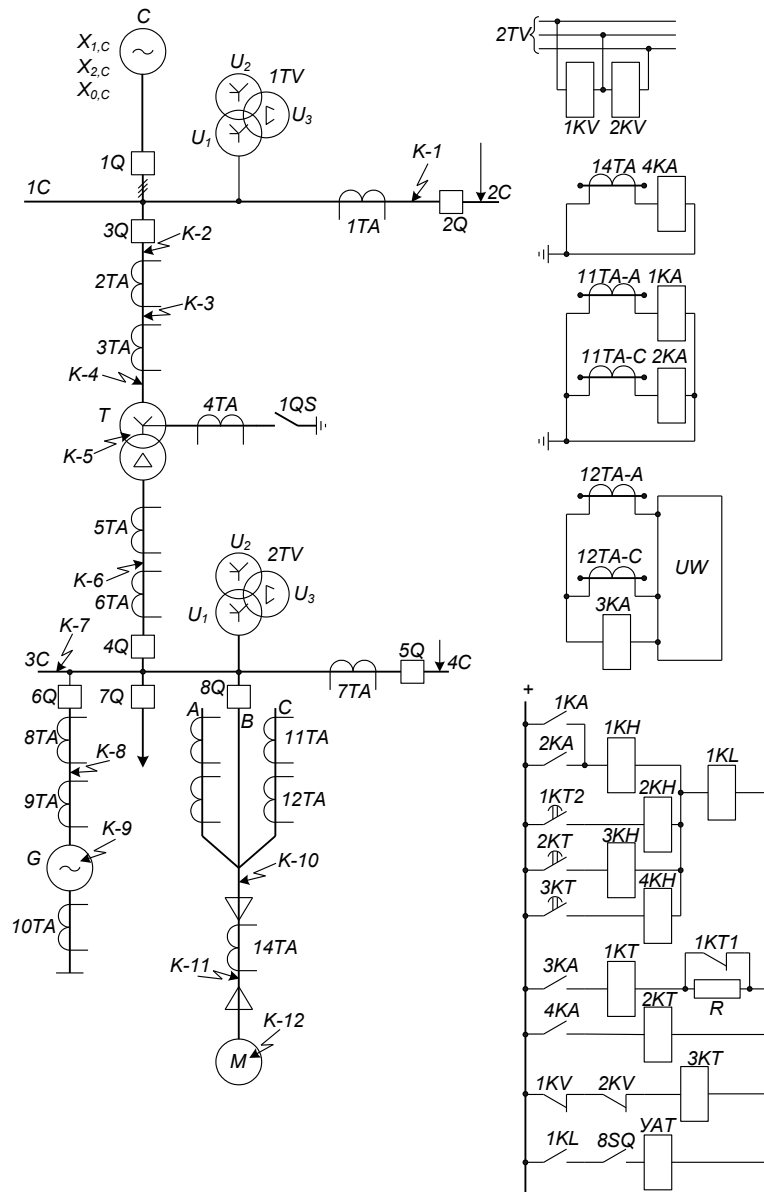 C
X1,C
X2,C
X0,C
U2
1TV
U3
U1
1Q
K-1
1C
2C
1TA
2Q
3Q
K-2
2TA
K-3
3TA
K-4
T
4TA
1QS
K-5
5TA
K-6
6TA
U2
2TV
U3
U1
K-7
4Q
5Q
3C
4C
7TA
6Q
7Q
8Q
A
B
C
8TA
11TA
K-8
9TA
12TA
K-9
G
K-10
10TA
14TA
K-11
K-12
M
2TV
1KV
2KV
14TA
4KA
11TA-A
1KA
11TA-C
2KA
12TA-A
12TA-C
UW
3KA
+
1KA
1KH
2KA
1KL
2KH
1KT2
2KT
3KH
4KH
3KT
3KA
1KT
1KT1
R
4KA
2KT
3KT
1KV
2KV
1KL
8SQ
УАТ